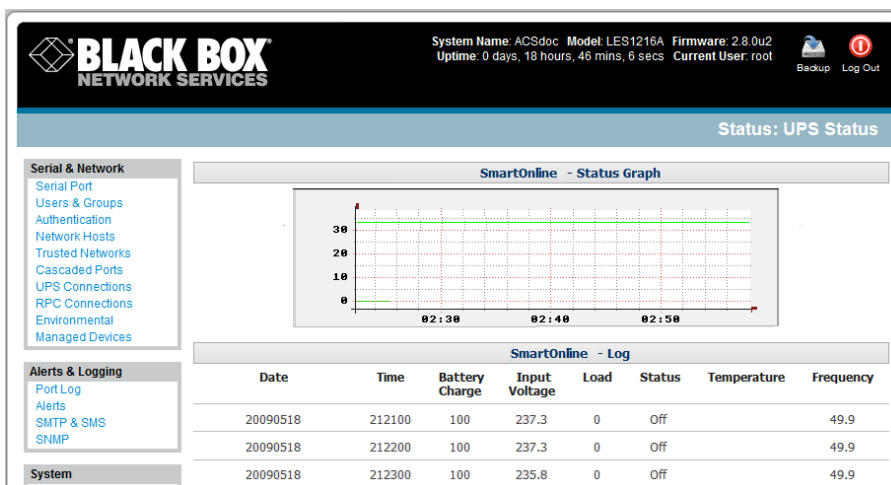 BLACK BOX®
NETWORK SERVICES
System Name: ACSdoc Model: LES1216A Firmware: 2.8.0u2
Uptime: 0 days, 18 hours, 46 mins, 6 secs Current User: root
Backup
Log Out
Status: UPS Status
Serial & Network
Serial Port
Users & Groups
Authentication
Network Hosts
Trusted Networks
Cascaded Ports
UPS Connections
RPC Connections
Environmental
Managed Devices
Alerts & Logging
Port Log
Alerts
SMTP & SMS
SNMP
System
SmartOnline - Status Graph
30
20
10
0
02:30 02:40 02:50
SmartOnline - Log
Date Time Battery Charge Input Voltage Load Status Temperature Frequency
20090518 212100 100 237.3 0 Off 49.9
20090518 212200 100 237.3 0 Off 49.9
20090518 212300 100 235.8 0 Off 49.9